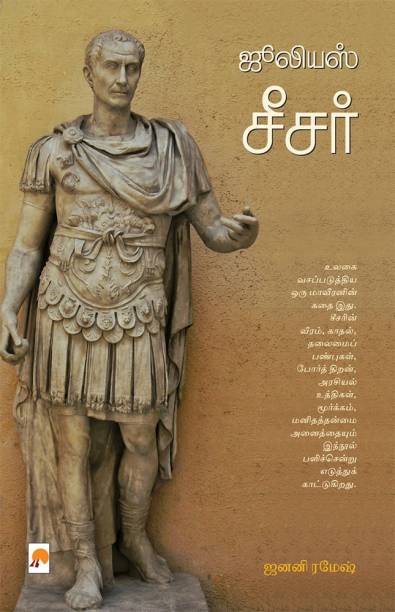 ஜூலியஸ்
சீசர்
உலகை
வசப்படுத்திய
ஒரு மாவீரனின்
கதை இது.
சீசரின்
வீரம், காதல்,
தலைமைப்
பண்புகள்,
போர்த் திறன்,
அரசியல்
உத்திகள்,
மூர்க்கம்,
மனிதத்தன்மை
அனைத்தையும்
இந்நூல்
பளிச்சென்று
எடுத்துக்
காட்டுகிறது.
ஜனனி ரமேஷ்